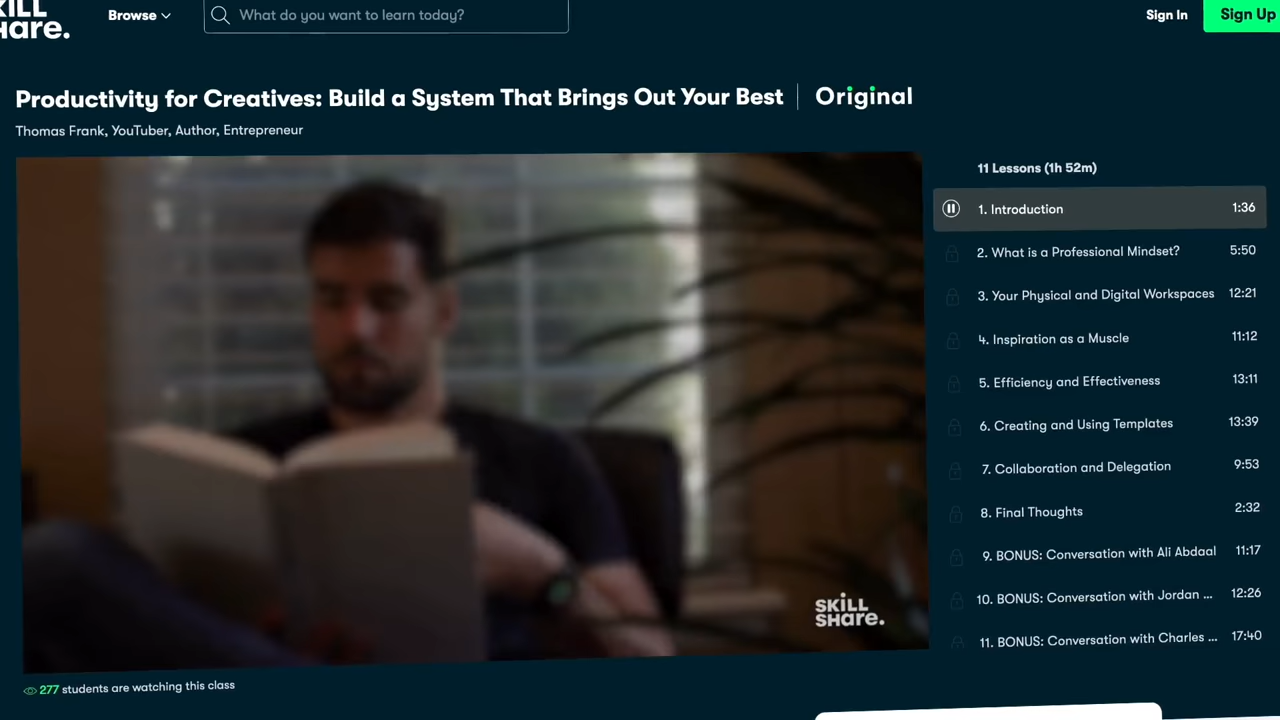 SKILL
SHare.
Browse
What do you want to learn today?
Sign In
Sign Up
Productivity for Creatives: Build a System That Brings Out Your Best | Original
Thomas Frank, YouTuber, Author, Entrepreneur
11 Lessons (1h 52m)
1. Introduction 1:36
2. What is a Professional Mindset? 5:50
3. Your Physical and Digital Workspaces 12:21
4. Inspiration as a Muscle 11:12
5. Efficiency and Effectiveness 13:11
6. Creating and Using Templates 13:39
7. Collaboration and Delegation 9:53
8. Final Thoughts 2:32
9. BONUS: Conversation with Ali Abdaal 11:17
10. BONUS: Conversation with Jordan ... 12:26
11. BONUS: Conversation with Charles ... 17:40
SKILL
SHare.
277 students are watching this class